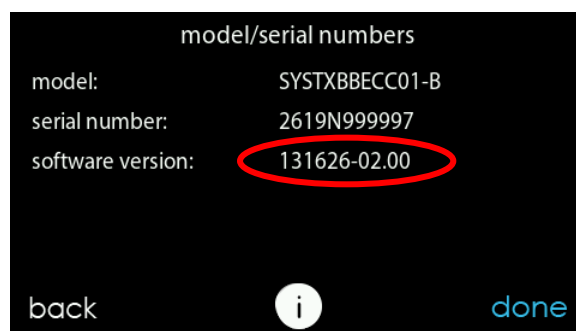 model/serial numbers
model: SYSTXBBECC01-B
serial number: 2619N999997
software version: 131626-02.00
back i done